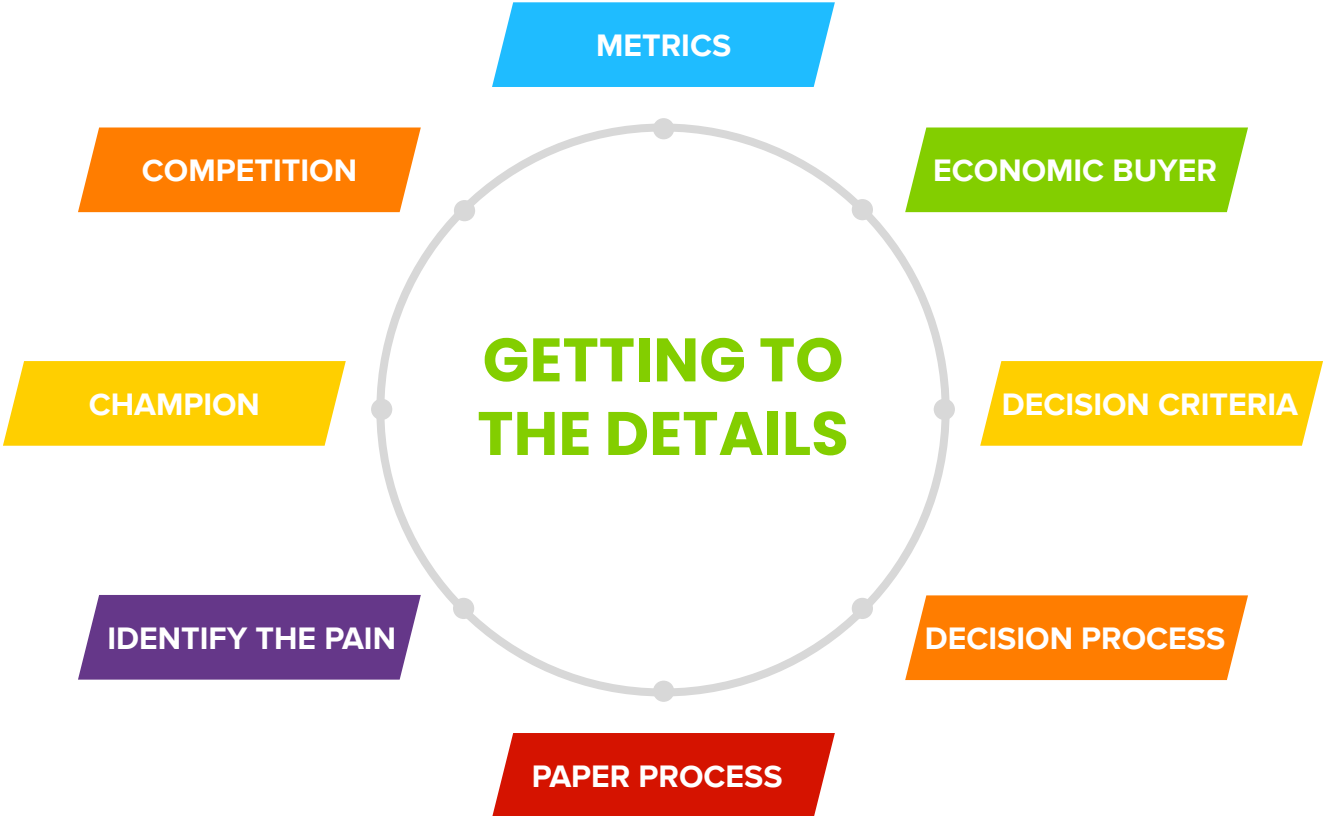 METRICS
COMPETITION
ECONOMIC BUYER
GETTING TO
THE DETAILS
CHAMPION
DECISION CRITERIA
IDENTIFY THE PAIN
DECISION PROCESS
PAPER PROCESS